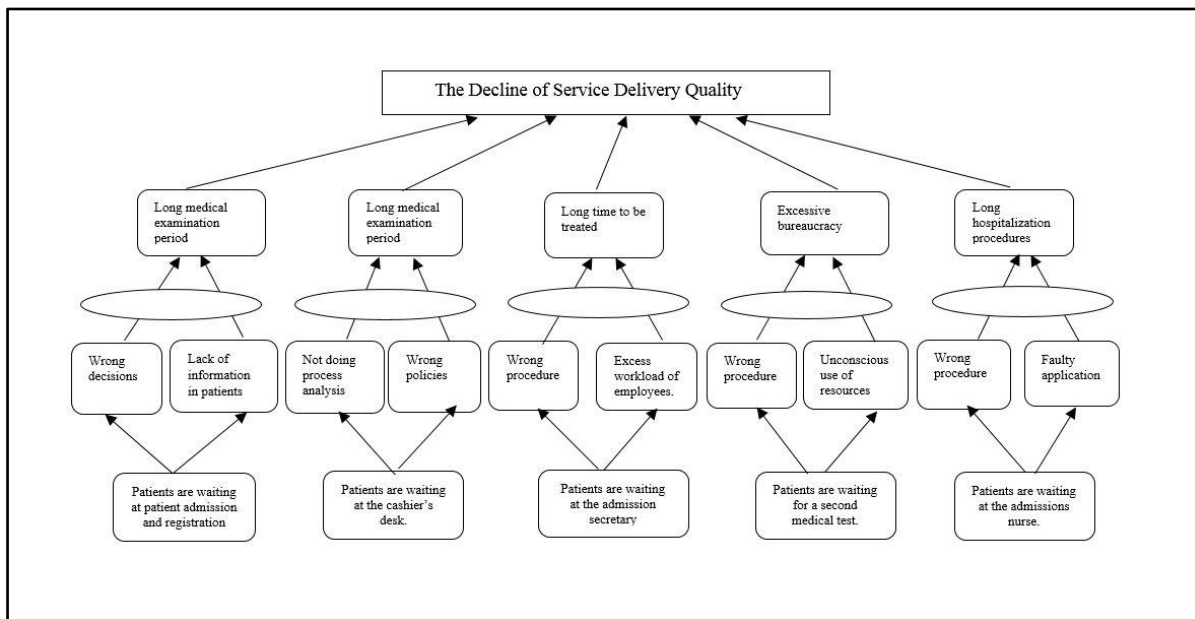 The Decline of Service Delivery Quality
Long medical
examination
period
Long medical
examination
period
Long time to be
treated
Excessive
bureaucracy
Long
hospitalization
procedures
Wrong
decisions
Lack of
information
in patients
Not doing
process
analysis
Wrong
policies
Wrong
procedure
Excess
workload of
employees.
Wrong
procedure
Unconscious
use of
resources
Wrong
procedure
Faulty
application
Patients are waiting
at patient admission
and registration
Patients are waiting
at the cashier’s
desk.
Patients are waiting
at the admission
secretary
Patients are waiting
for a second
medical test.
Patients are waiting
at the admissions
nurse.